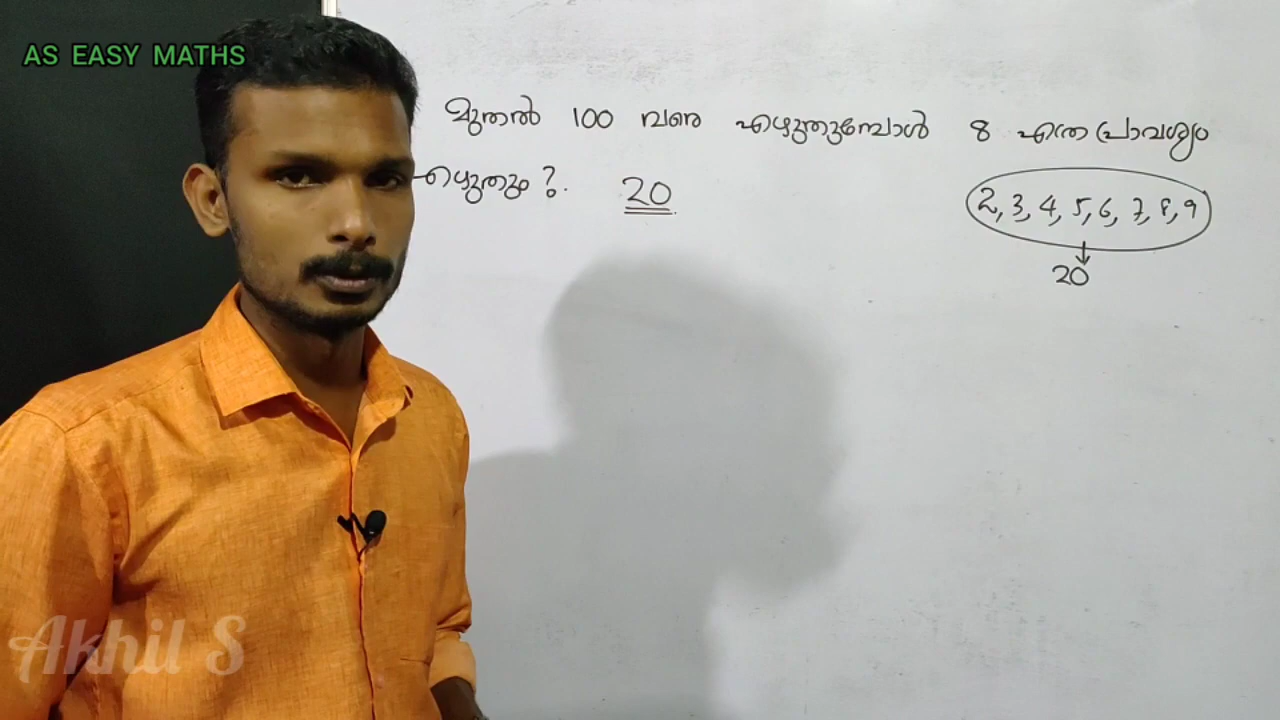 AS EASY MATHS
മുതൽ 100 വരെ എഴുതുമ്പോൾ 8 എത്ര പ്രാവശ്യം
എഴുതും ?. 20
2, 3, 4, 5, 6, 7, 8, 9
20
Akhil S